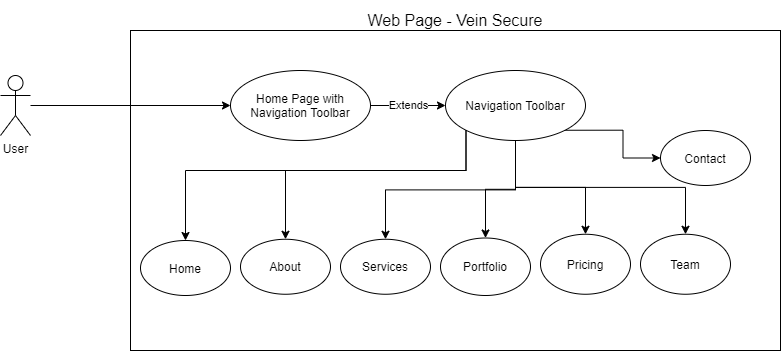 Web Page - Vein Secure
User
Home Page with
Navigation Toolbar
Extends
Navigation Toolbar
Contact
Home
About
Services
Portfolio
Pricing
Team